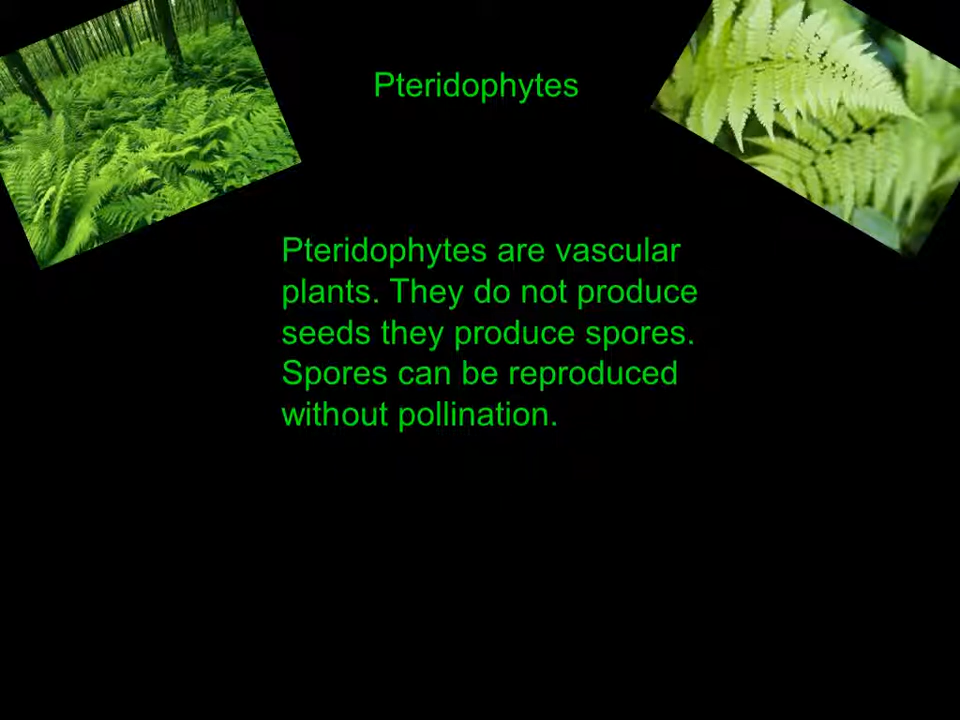 Pteridophytes
Pteridophytes are vascular
plants. They do not produce
seeds they produce spores.
Spores can be reproduced
without pollination.